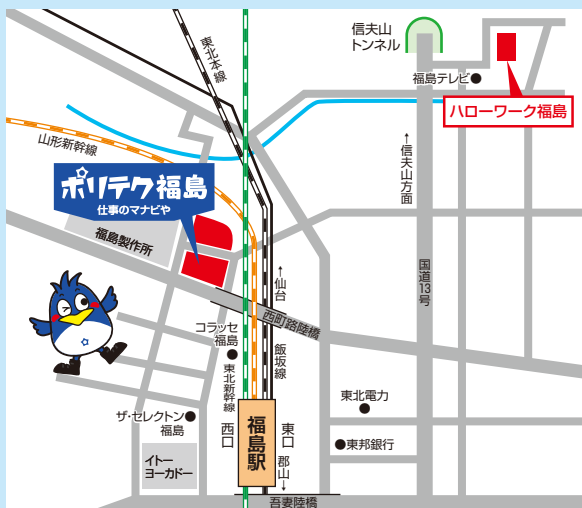 信夫山
トンネル
福島テレビ
ハローワーク福島
東北本線
山形新幹線
←信夫山方面
ポリテク福島
仕事のマナビや
福島製作所
国道13号
←仙台
西町跨陸橋
コラッセ
福島
飯坂線
東北新幹線
東北電力
ザ・セレクトン
福島
西口
福島駅
東口
東邦銀行
郡山→
イトー
ヨーカドー
吾妻陸橋